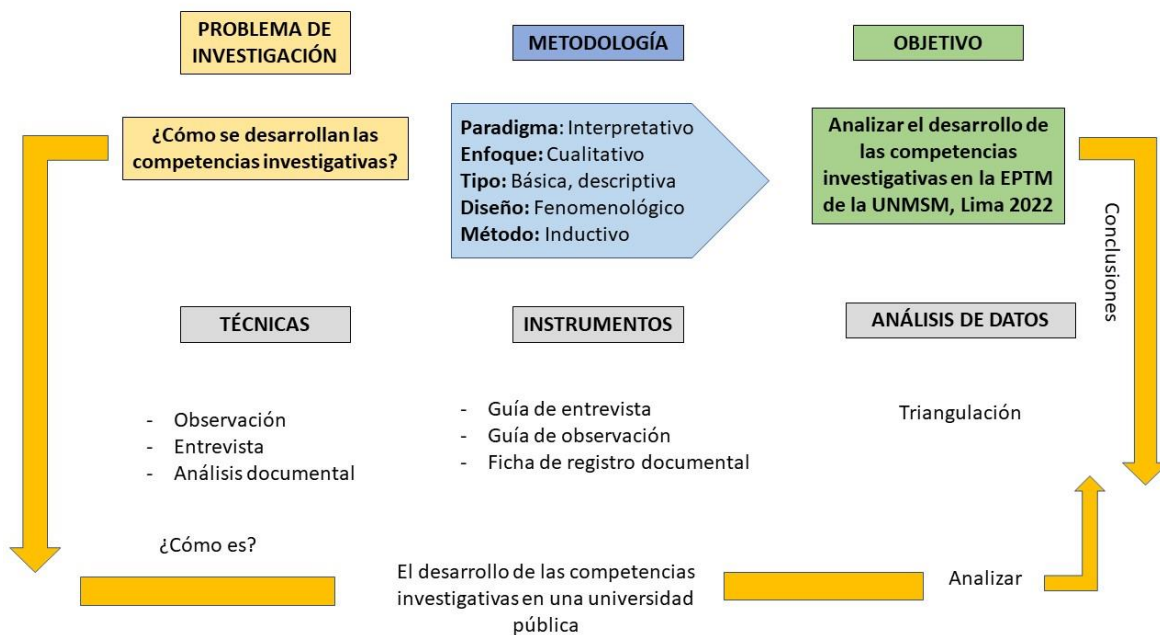 PROBLEMA DE
INVESTIGACIÓN
METODOLOGÍA
OBJETIVO
¿Cómo se desarrollan las
competencias investigativas?
Paradigma: Interpretativo
Enfoque: Cualitativo
Tipo: Básica, descriptiva
Diseño: Fenomenológico
Método: Inductivo
Analizar el desarrollo de
las competencias
investigativas en la EPTM
de la UNMSM, Lima 2022
Conclusiones
TÉCNICAS
INSTRUMENTOS
ANÁLISIS DE DATOS
- Observación
- Entrevista
- Análisis documental
- Guía de entrevista
- Guía de observación
- Ficha de registro documental
Triangulación
¿Cómo es?
El desarrollo de las competencias
investigativas en una universidad
pública
Analizar